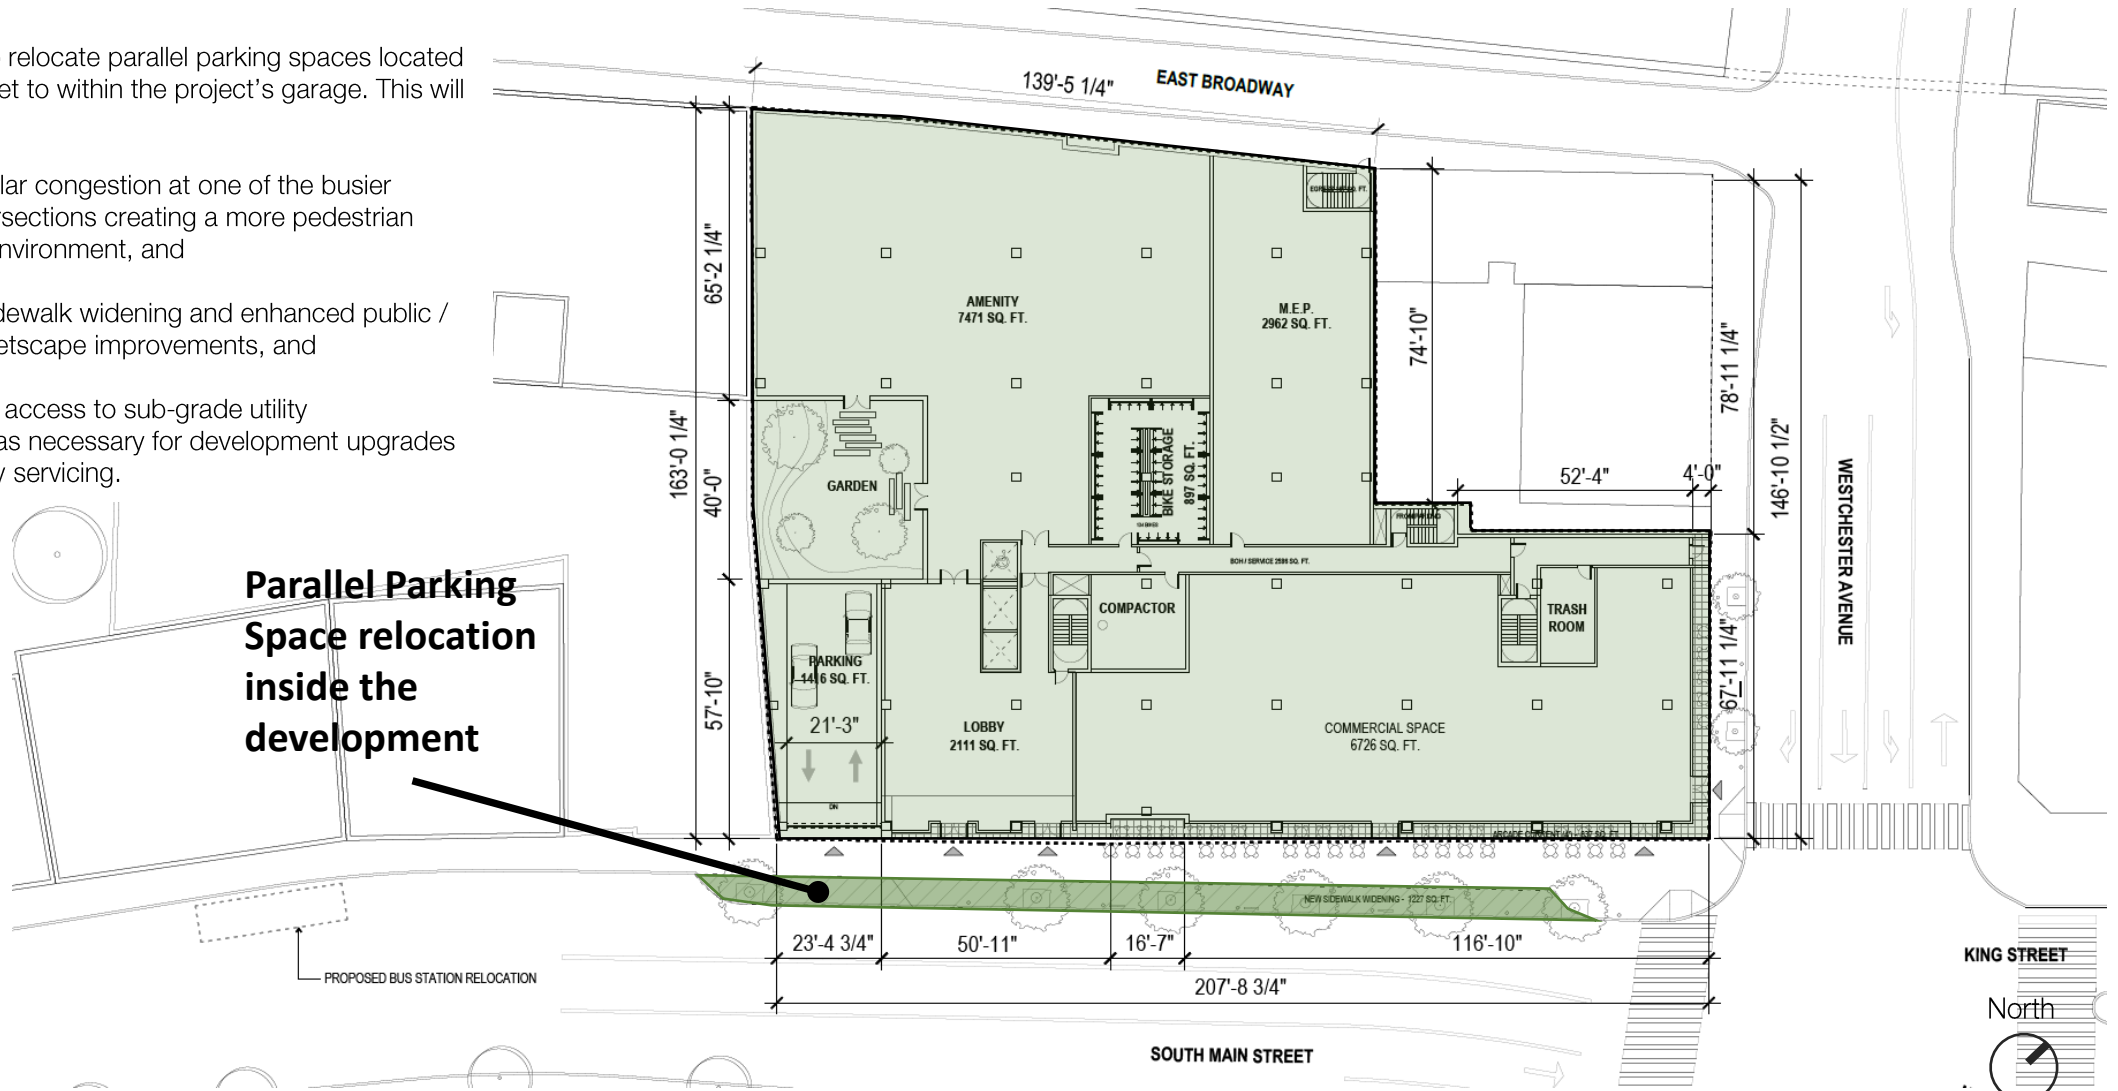 relocate parallel parking spaces located
et to within the project's garage. This will
lar congestion at one of the busier
rsections creating a more pedestrian
nvironment, and
dewalk widening and enhanced public /
etscape improvements, and
access to sub-grade utility
as necessary for development upgrades
y servicing.
Parallel Parking
Space relocation
inside the
development
139'-5 1/4"
EAST BROADWAY
65'-2 1/4"
163'-0 1/4"
40'-0"
57'-10"
AMENITY
7471 SQ. FT.
M.E.P.
2962 SQ. FT.
74'-10"
78'-11 1/4"
146'-10 1/2"
52'-4"
4'-0"
67'-11 1/4"
WESTCHESTER AVENUE
GARDEN
BIKE STORAGE
897 SQ. FT.
BOH / SERVICE 2586 SQ. FT.
COMPACTOR
TRASH
ROOM
PARKING
1416 SQ. FT.
21'-3"
DN
LOBBY
2111 SQ. FT.
COMMERCIAL SPACE
6726 SQ. FT.
NEW SIDEWALK WIDENING - 1227 SQ. FT.
23'-4 3/4"
50'-11"
16'-7"
116'-10"
207'-8 3/4"
PROPOSED BUS STATION RELOCATION
SOUTH MAIN STREET
KING STREET
North